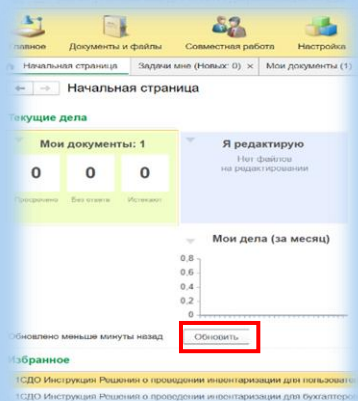 Главное Документы и файлы Совместная работа Настройка
Начальная страница Задачи мне (Новых: 0) × Мои документы (1)
← → Начальная страница
Текущие дела
Мои документы: 1 Я редактирую
Нет файлов
на редактировании
0 0 0
Просрочено Без ответа Истекают
Мои дела (за месяц)
0,8
0,6
0,4
0,2
0
Обновлено меньше минуты назад Обновить
Избранное
1СДО Инструкция Решения о проведении инвентаризации для пользовате
1СДО Инструкция Решения о проведении инвентаризации для бухгалтеро